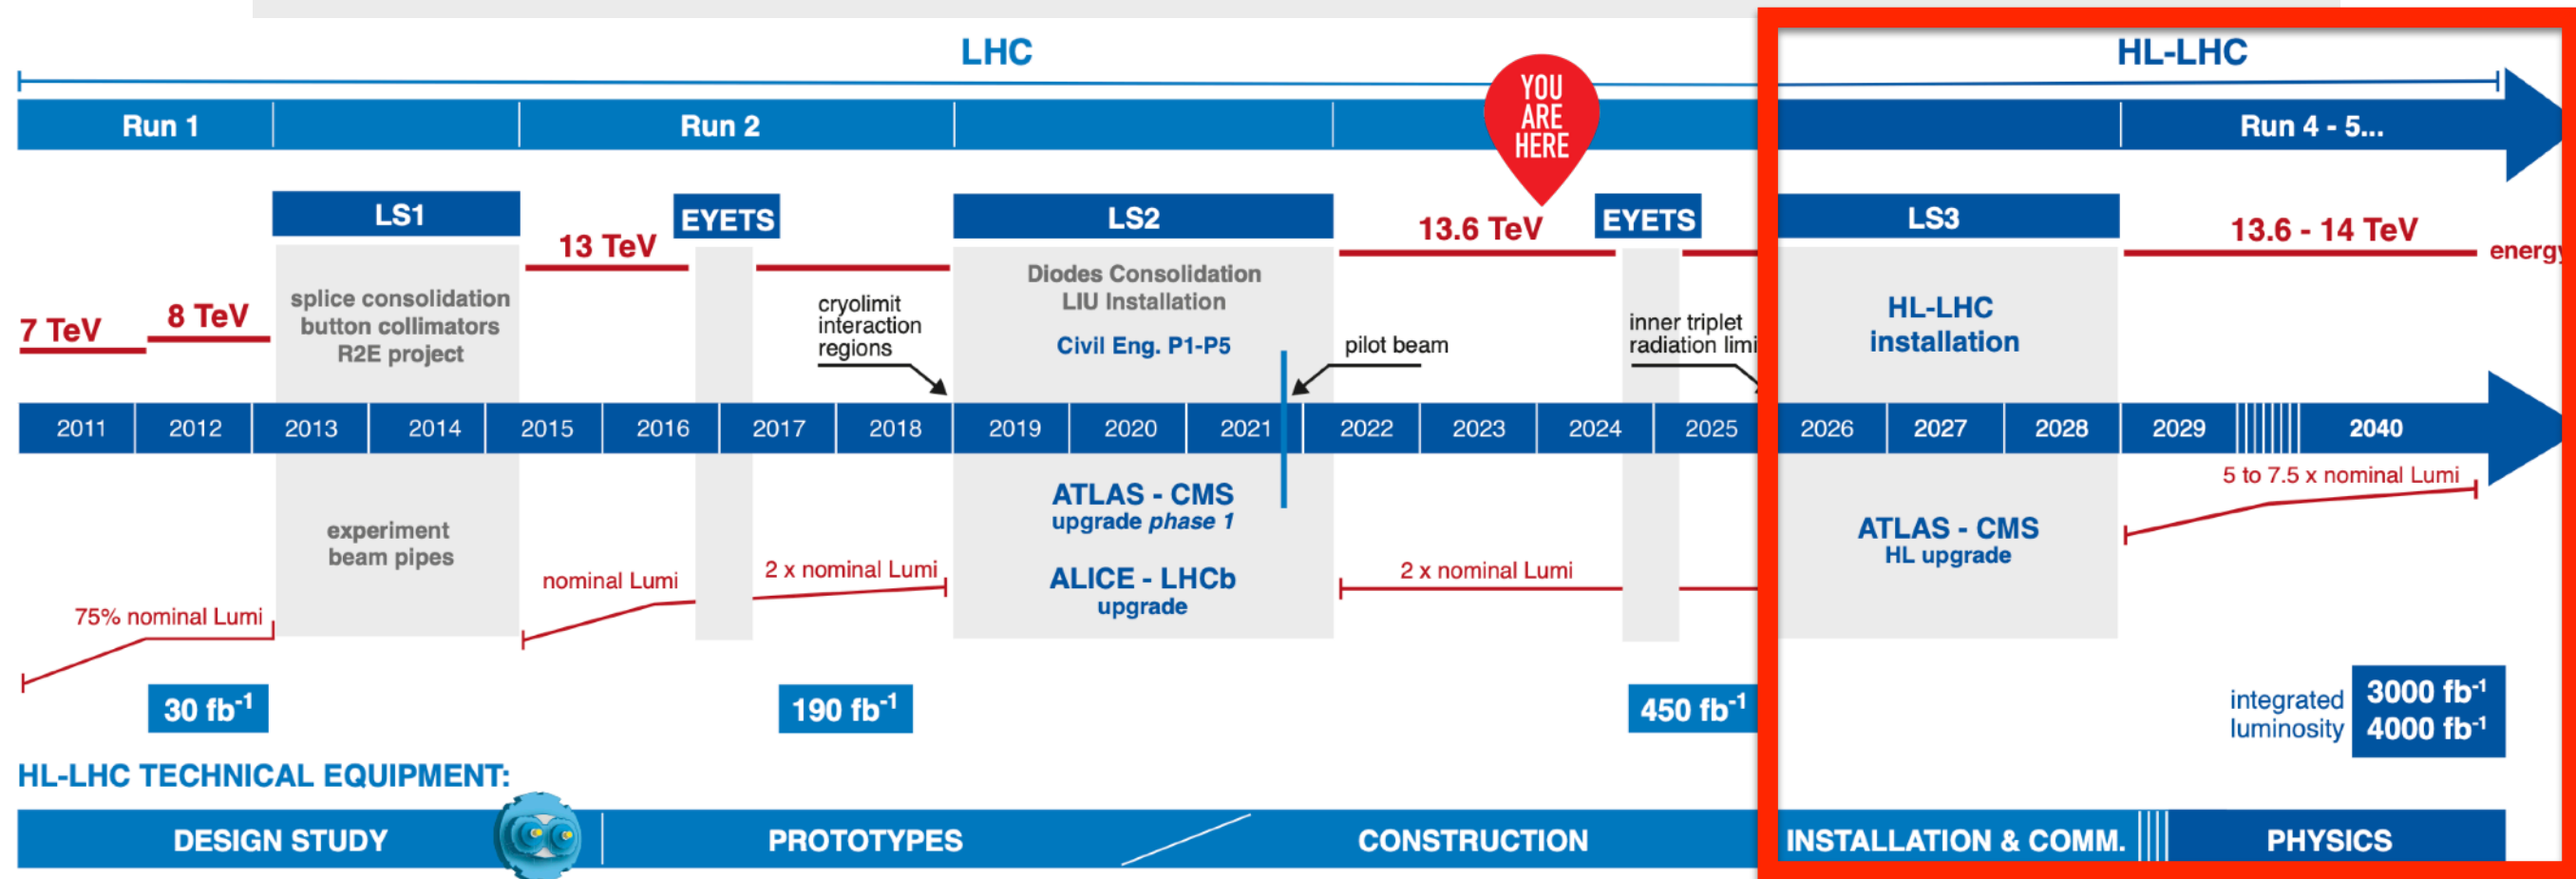 LHC
HL-LHC
YOU
ARE
HERE
Run 1
Run 2
Run 4 - 5...
LS1
EYETS
LS2
EYETS
LS3
13 TeV
13.6 TeV
13.6 - 14 TeV
energy
7 TeV
8 TeV
splice consolidation
button collimators
R2E project
cryolimit
interaction
regions
Diodes Consolidation
LIU Installation
Civil Eng. P1-P5
pilot beam
inner triplet
radiation limi
HL-LHC
installation
2011 2012 2013 2014 2015 2016 2017 2018 2019 2020 2021 2022 2023 2024 2025 2026 2027 2028 2029 2040
experiment
beam pipes
75% nominal Lumi
nominal Lumi
2 x nominal Lumi
ATLAS - CMS
upgrade phase 1
ALICE - LHCb
upgrade
2 x nominal Lumi
ATLAS - CMS
HL upgrade
5 to 7.5 x nominal Lumi
30 fb-1
190 fb-1
450 fb-1
integrated
luminosity
3000 fb-1
4000 fb-1
HL-LHC TECHNICAL EQUIPMENT:
DESIGN STUDY
PROTOTYPES
CONSTRUCTION
INSTALLATION & COMM.
PHYSICS